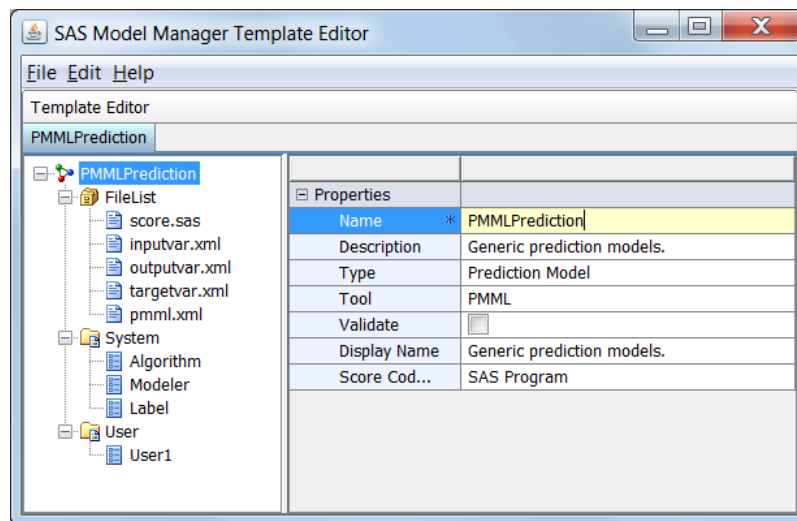 SAS Model Manager Template Editor
File Edit Help
Template Editor
PMMLPrediction
PMMLPrediction
FileList
score.sas
inputvar.xml
outputvar.xml
targetvar.xml
pmml.xml
System
Algorithm
Modeler
Label
User
User1
Properties
Name * PMMLPrediction
Description Generic prediction models.
Type Prediction Model
Tool PMML
Validate
Display Name Generic prediction models.
Score Cod... SAS Program